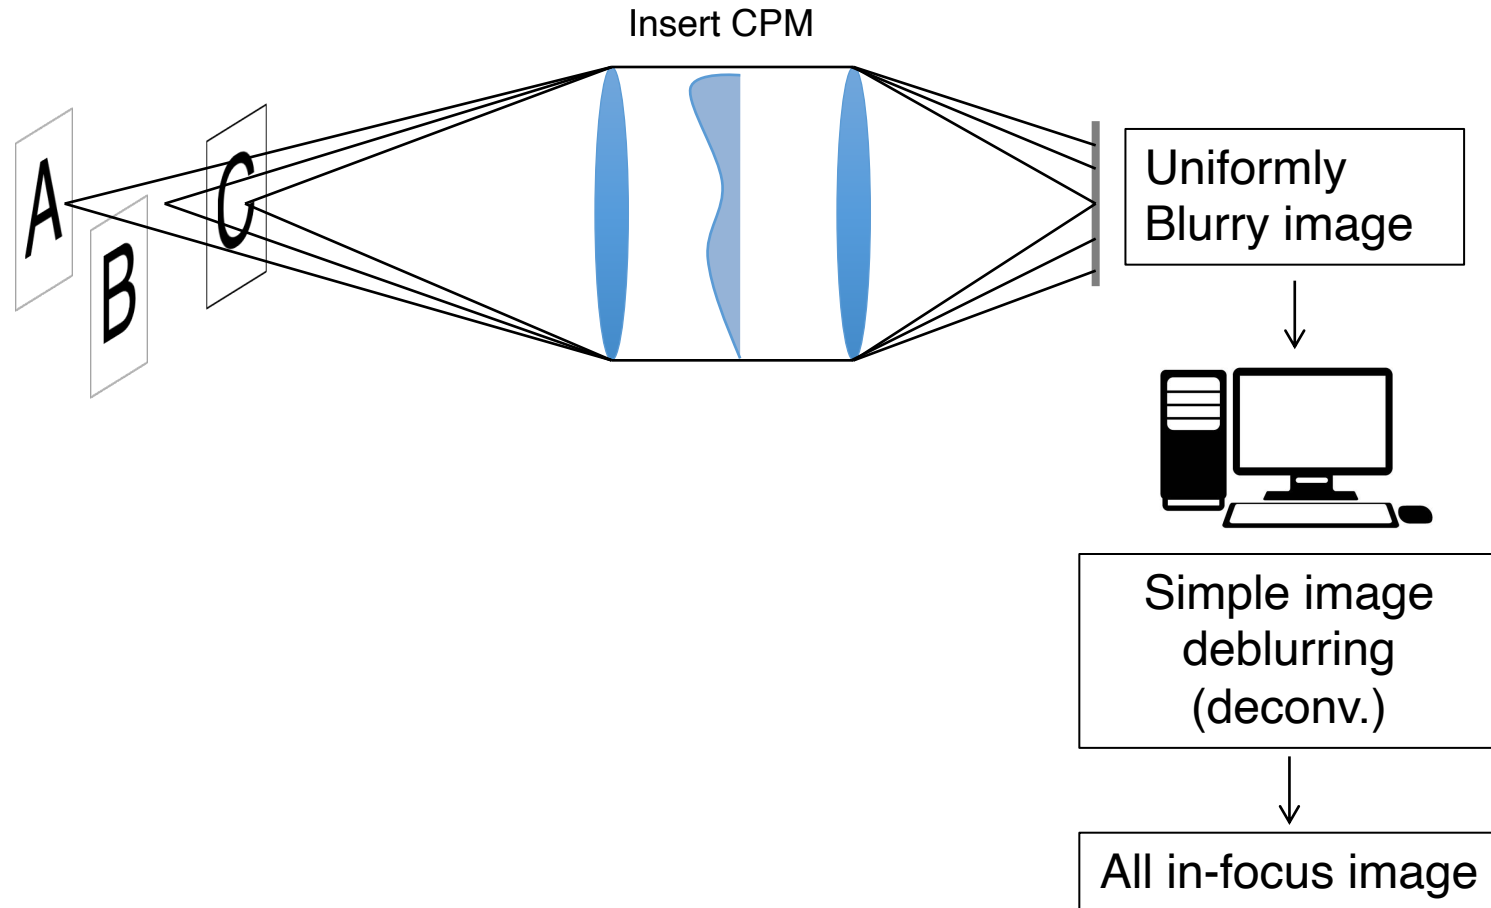 Insert CPM
A
B
C
Uniformly
Blurry image
Simple image
deblurring
(deconv.)
All in-focus image